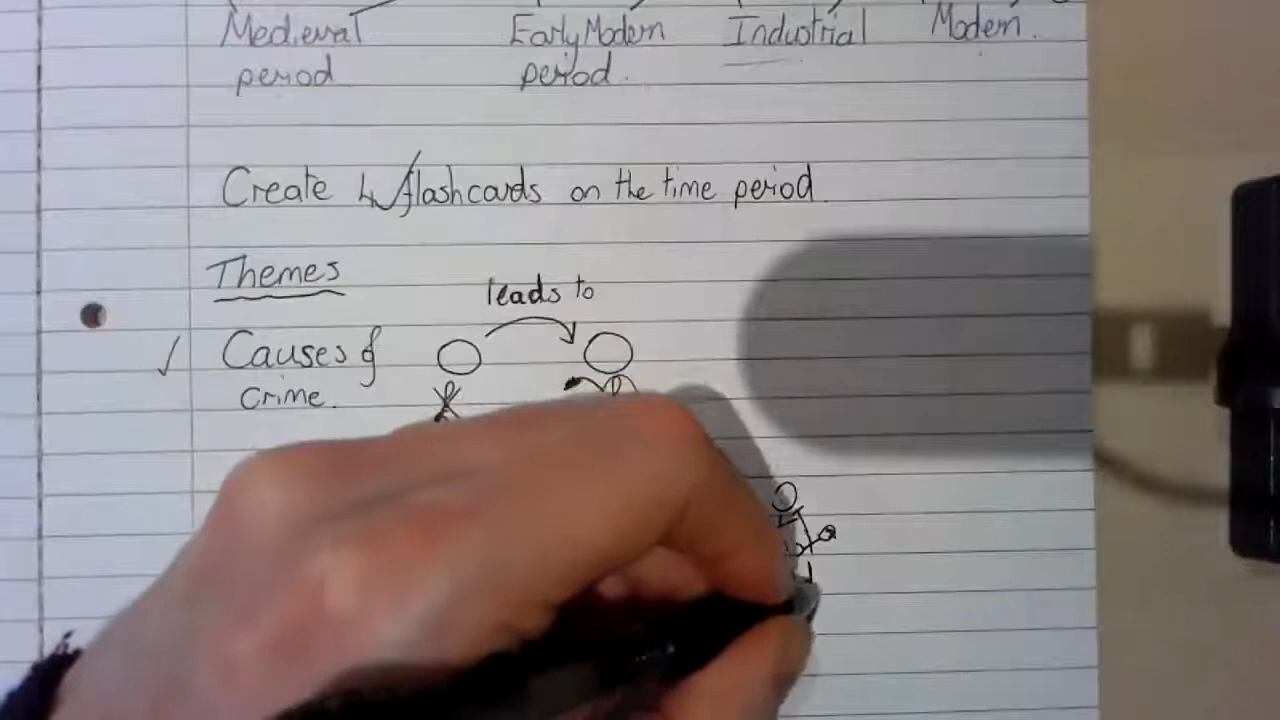 Medieval Early Modern Industrial Modern.
period period.
Create 4 flashcards on the time period.
Themes
leads to
Causes of
crime.